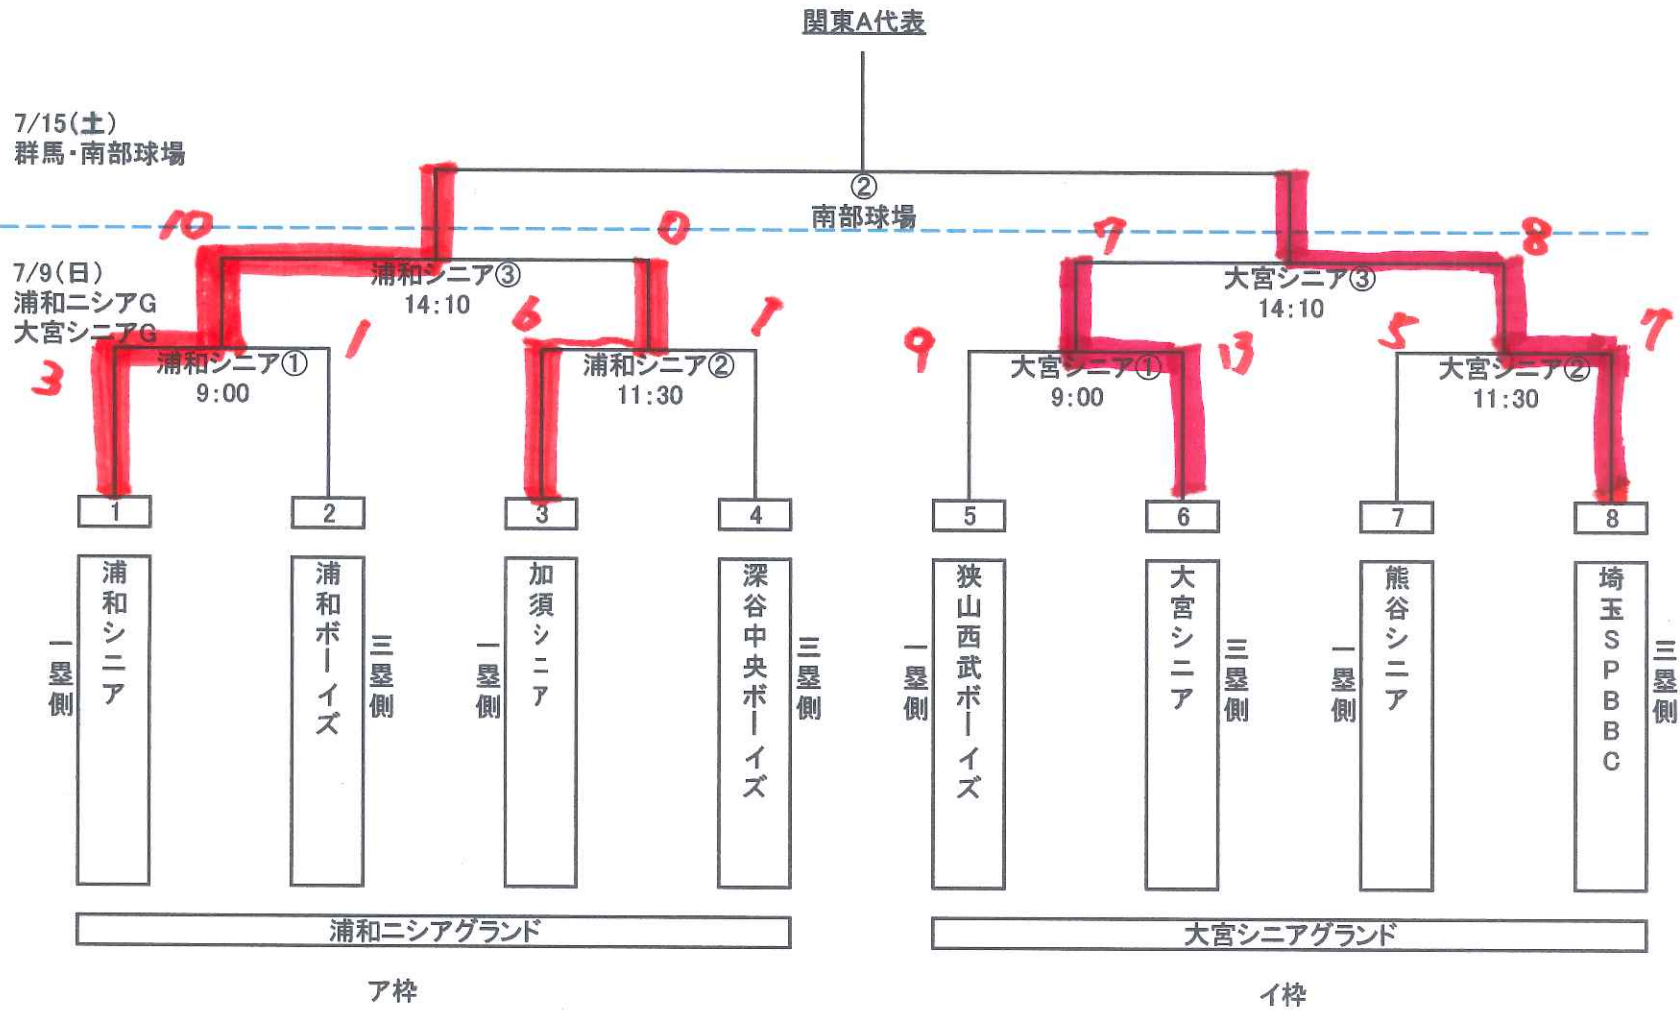 関東A代表
7/15(土)
群馬・南部球場
②
南部球場
10
0
7
8
7/9(日)
浦和ニシアG
大宮シニアG
浦和シニア③
14:10
大宮シニア③
14:10
3
1
6
1
9
13
5
7
浦和シニア①
9:00
浦和シニア②
11:30
大宮シニア①
9:00
大宮シニア②
11:30
1
2
3
4
5
6
7
8
一塁側
浦和シニア
浦和ボーイズ
三塁側
一塁側
加須シニア
深谷中央ボーイズ
三塁側
一塁側
狭山西武ボーイズ
大宮シニア
三塁側
一塁側
熊谷シニア
埼玉SPBBC
三塁側
浦和ニシアグランド
大宮シニアグランド
ア枠
イ枠